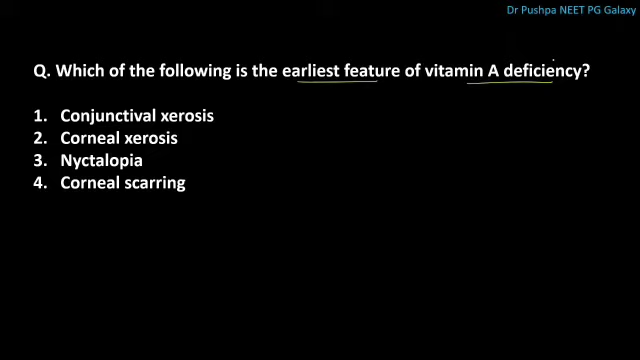 Dr Pushpa NEET PG Galaxy
Q. Which of the following is the earliest feature of vitamin A deficiency?
1. Conjunctival xerosis
2. Corneal xerosis
3. Nyctalopia
4. Corneal scarring